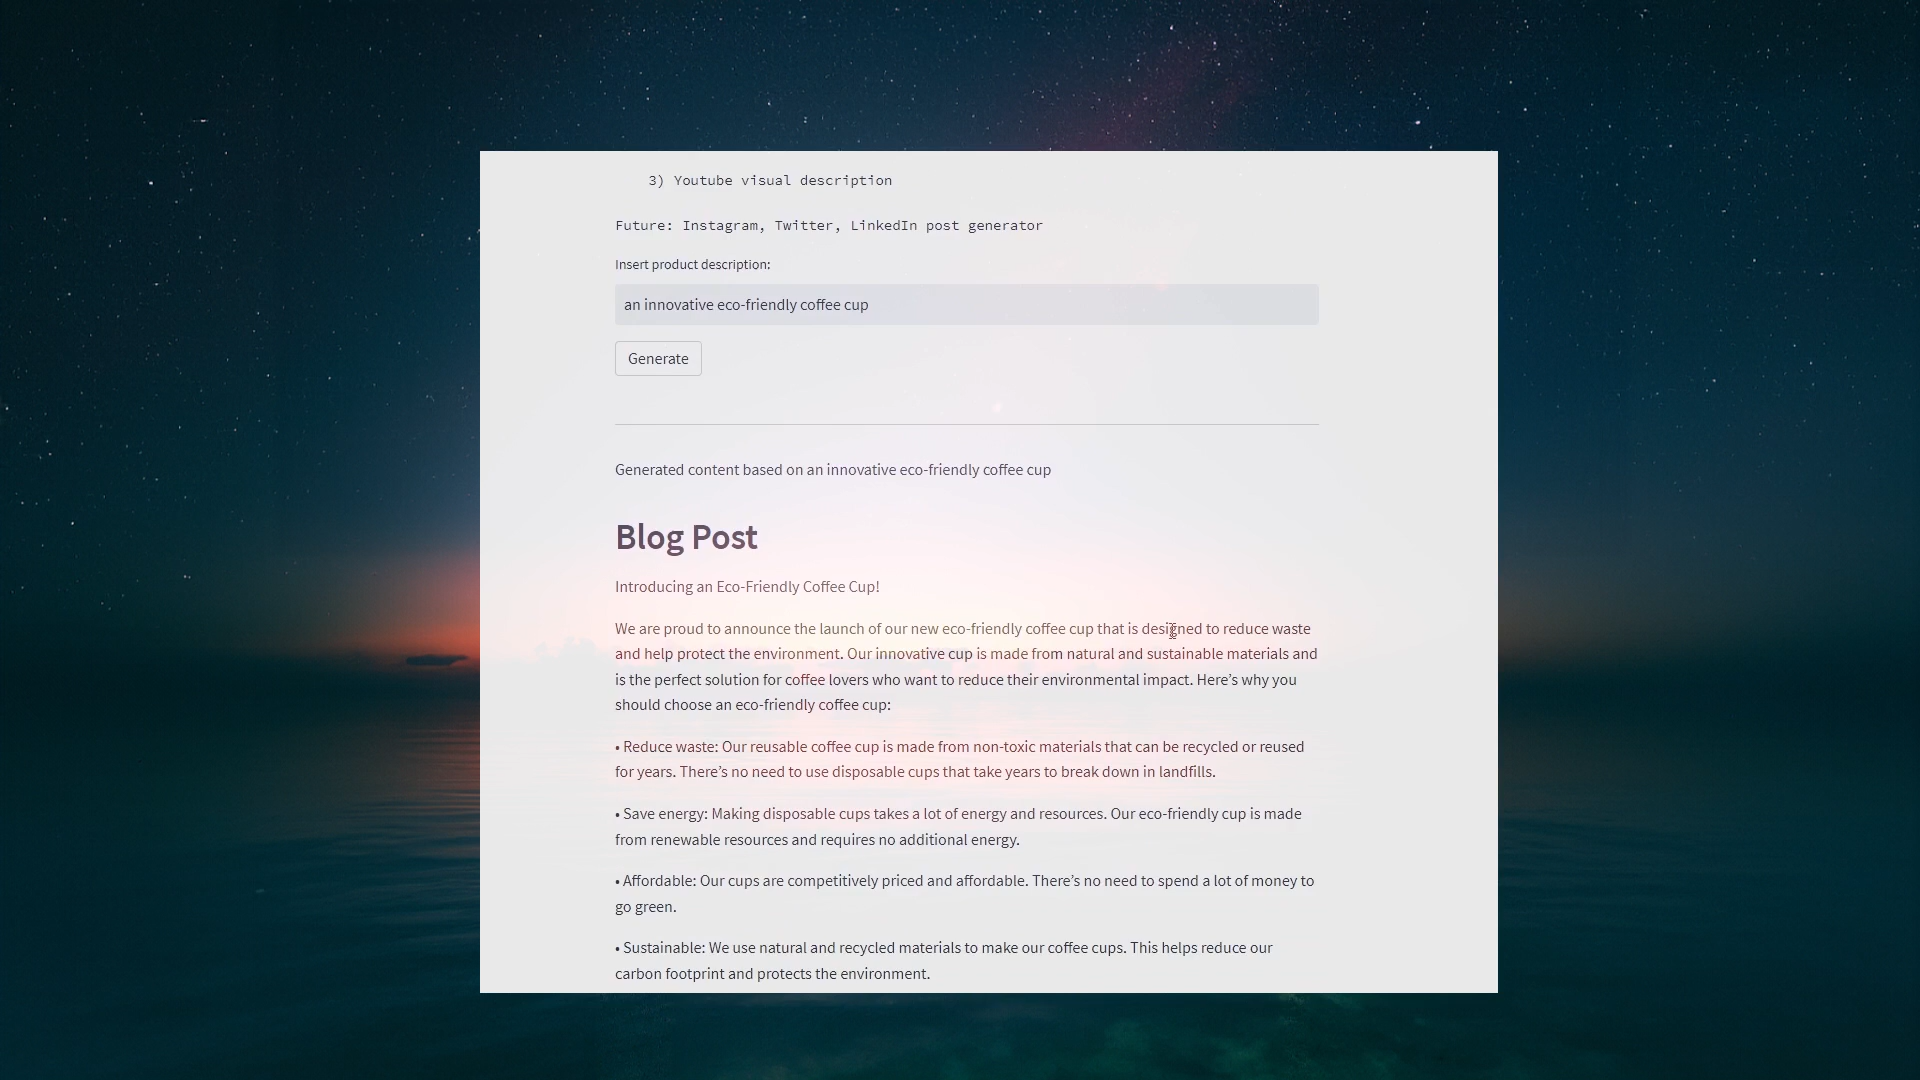 3) Youtube visual description
Future: Instagram, Twitter, LinkedIn post generator
Insert product description:
an innovative eco-friendly coffee cup
Generate
Generated content based on an innovative eco-friendly coffee cup
Blog Post
Introducing an Eco-Friendly Coffee Cup!
We are proud to announce the launch of our new eco-friendly coffee cup that is designed to reduce waste
and help protect the environment. Our innovative cup is made from natural and sustainable materials and
is the perfect solution for coffee lovers who want to reduce their environmental impact. Here’s why you
should choose an eco-friendly coffee cup:
• Reduce waste: Our reusable coffee cup is made from non-toxic materials that can be recycled or reused
for years. There’s no need to use disposable cups that take years to break down in landfills.
• Save energy: Making disposable cups takes a lot of energy and resources. Our eco-friendly cup is made
from renewable resources and requires no additional energy.
• Affordable: Our cups are competitively priced and affordable. There’s no need to spend a lot of money to
go green.
• Sustainable: We use natural and recycled materials to make our coffee cups. This helps reduce our
carbon footprint and protects the environment.